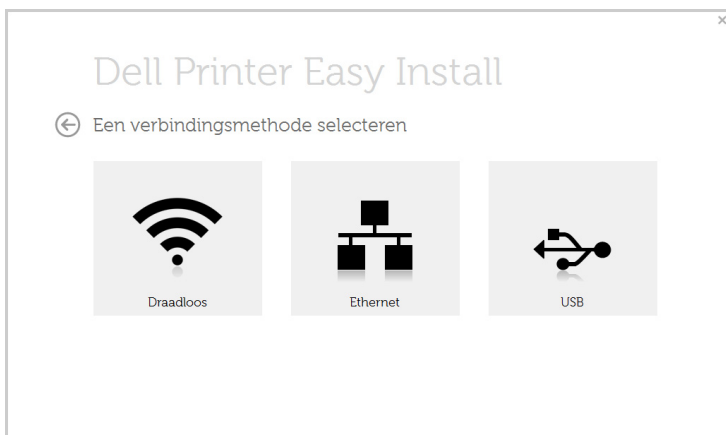 Dell Printer Easy Install
Een verbindingsmethode selecteren
Draadloos
Ethernet
USB